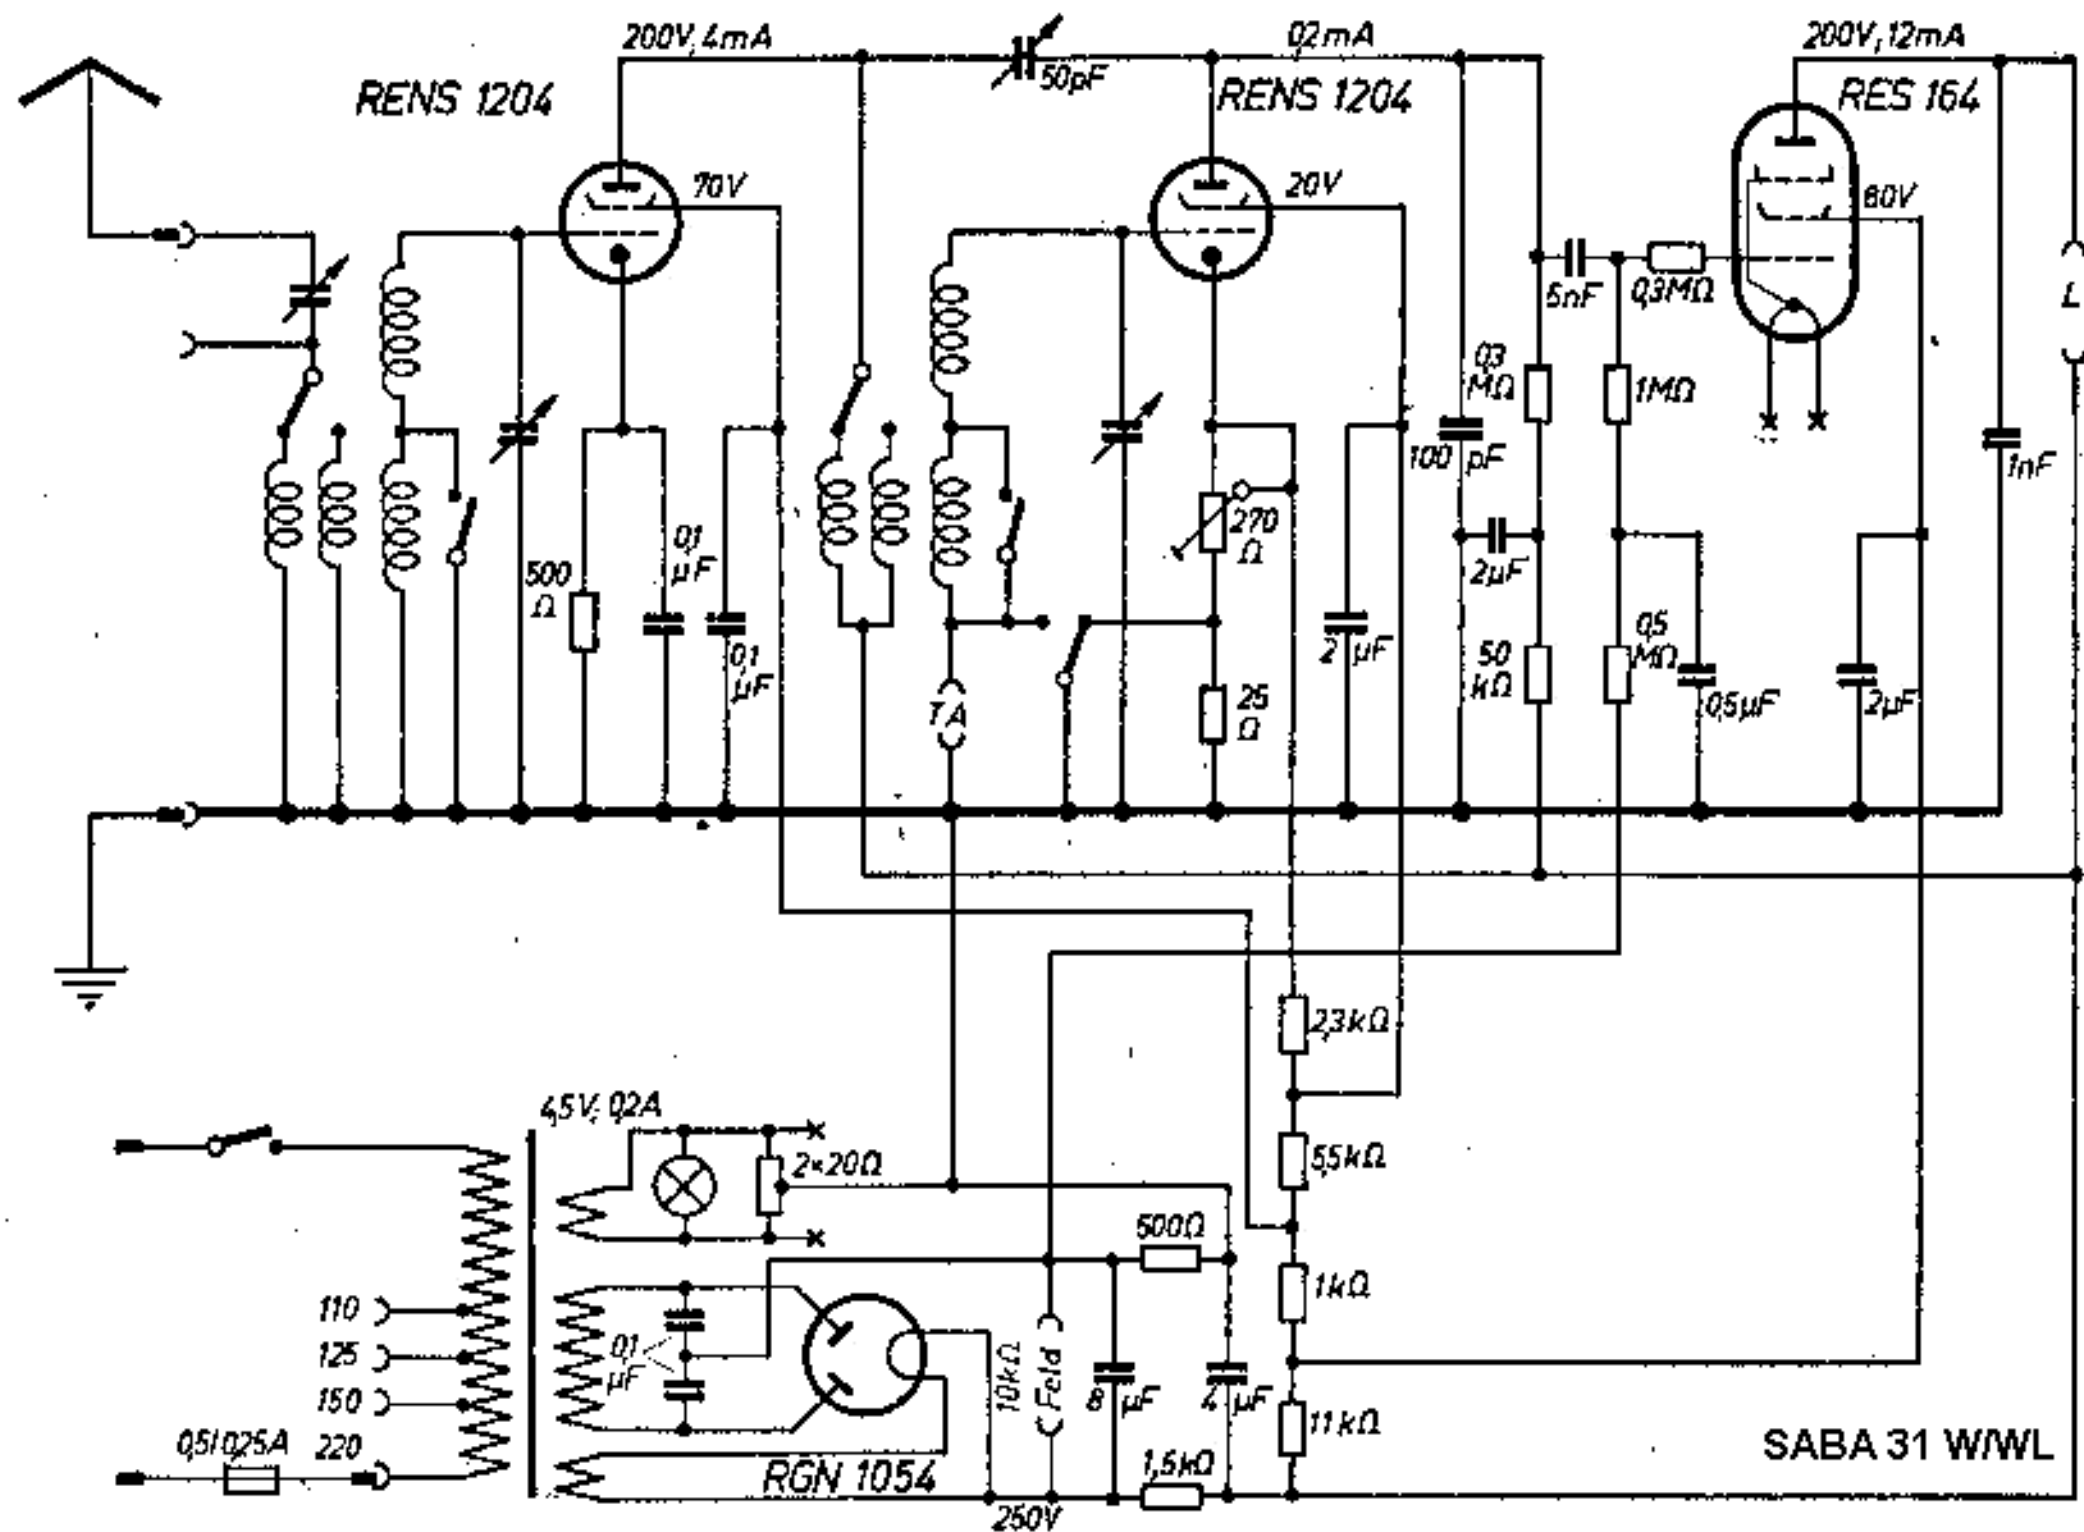 200V, 4mA
50pF
0,2mA
200V, 12mA
RENS 1204
RENS 1204
RES 164
70V
20V
80V
5nF
0,3MΩ
L
0,3
MΩ
1MΩ
100 pF
1nF
0,1
µF
270
Ω
2µF
500
Ω
0,1
µF
2 µF
50
kΩ
0,5
MΩ
TA
25
Ω
0,5µF
2µF
2,3kΩ
4,5V; 0,2A
2×20Ω
5,5kΩ
500Ω
1kΩ
110
125
150
220
0,1
µF
10kΩ
Feld
8 µF
4 µF
11kΩ
0,5/0,25A
RGN 1054
1,5kΩ
250V
SABA 31 W/WL